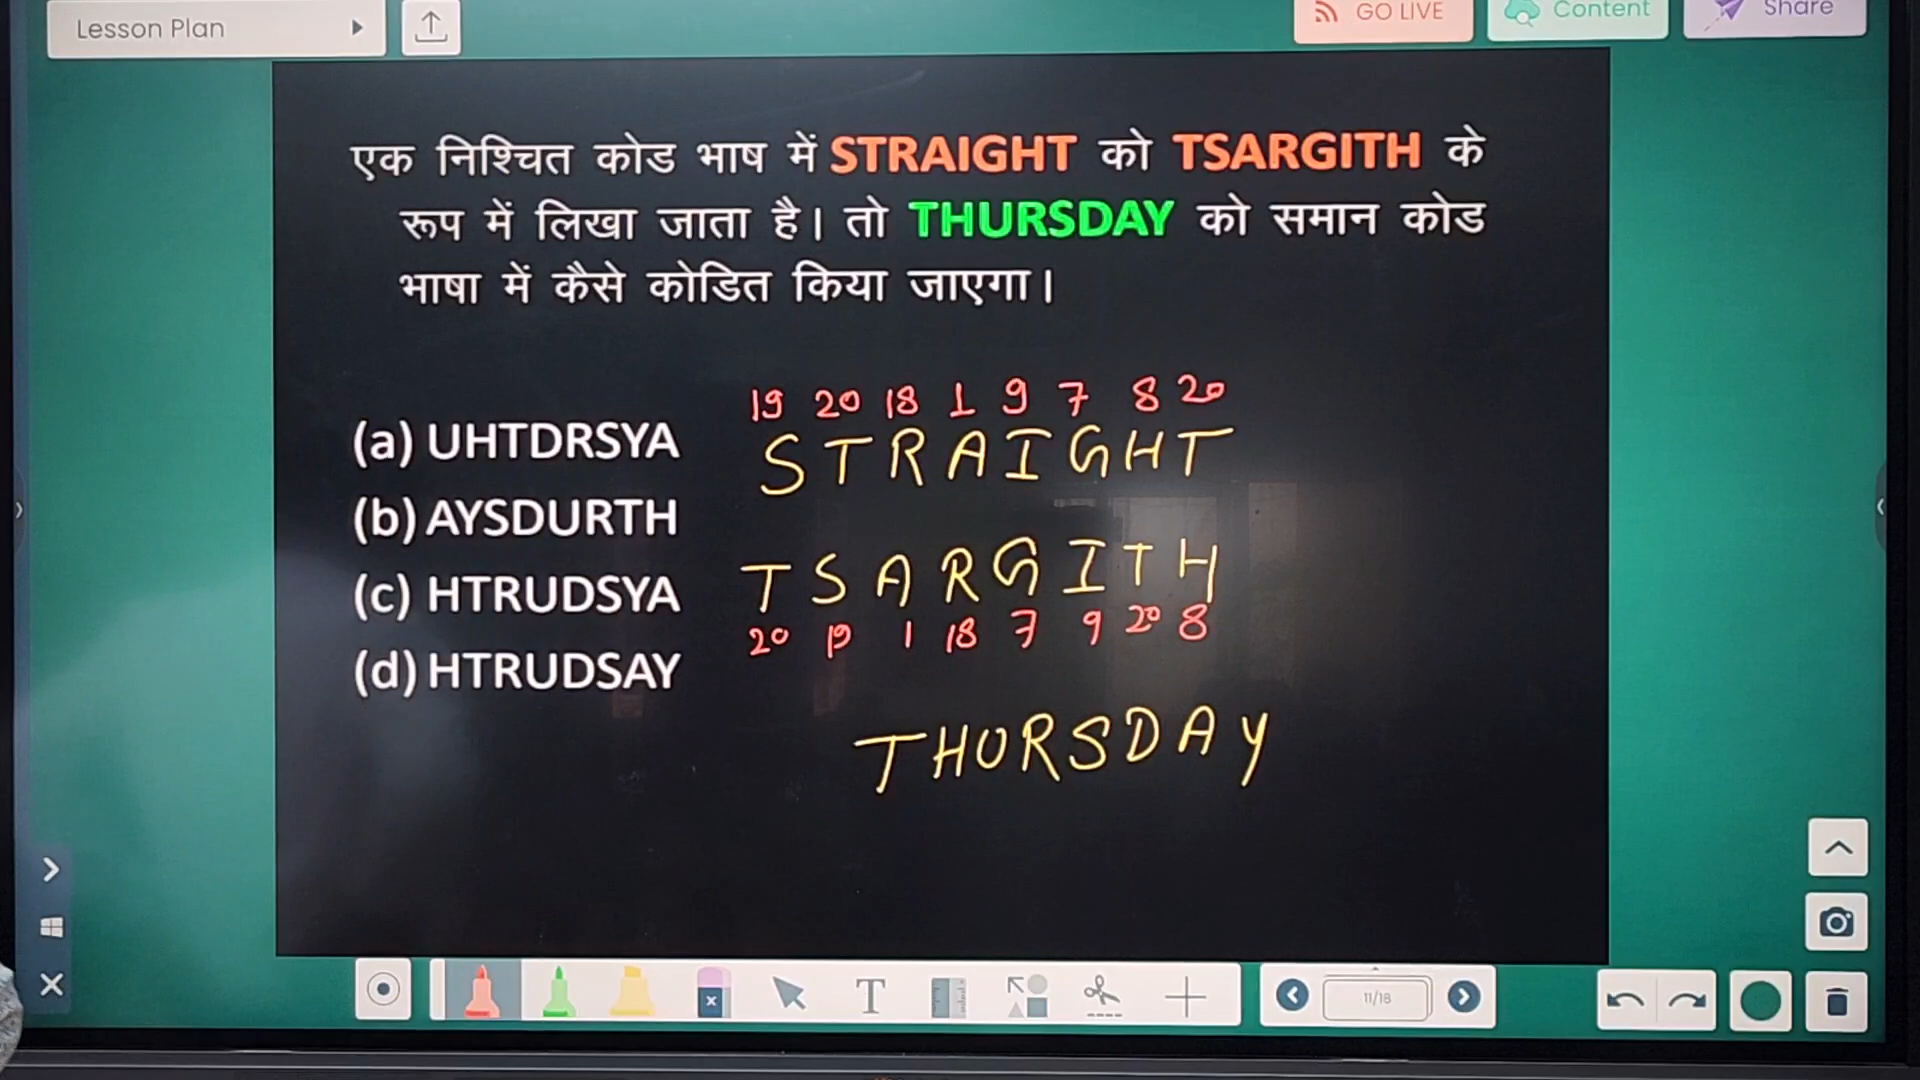 Lesson Plan
GO LIVE
Content
Share
एक निश्चित कोड भाष में STRAIGHT को TSARGITH के
रूप में लिखा जाता है। तो THURSDAY को समान कोड
भाषा में कैसे कोडित किया जाएगा।
19 20 18 1 9 7 8 20
(a) UHTDRSYA
STRAIGHT
(b) AYSDURTH
TSARGITH
(c) HTRUDSYA
20 19 1 18 7 9 20 8
(d) HTRUDSAY
THURSDAY
T
11/18